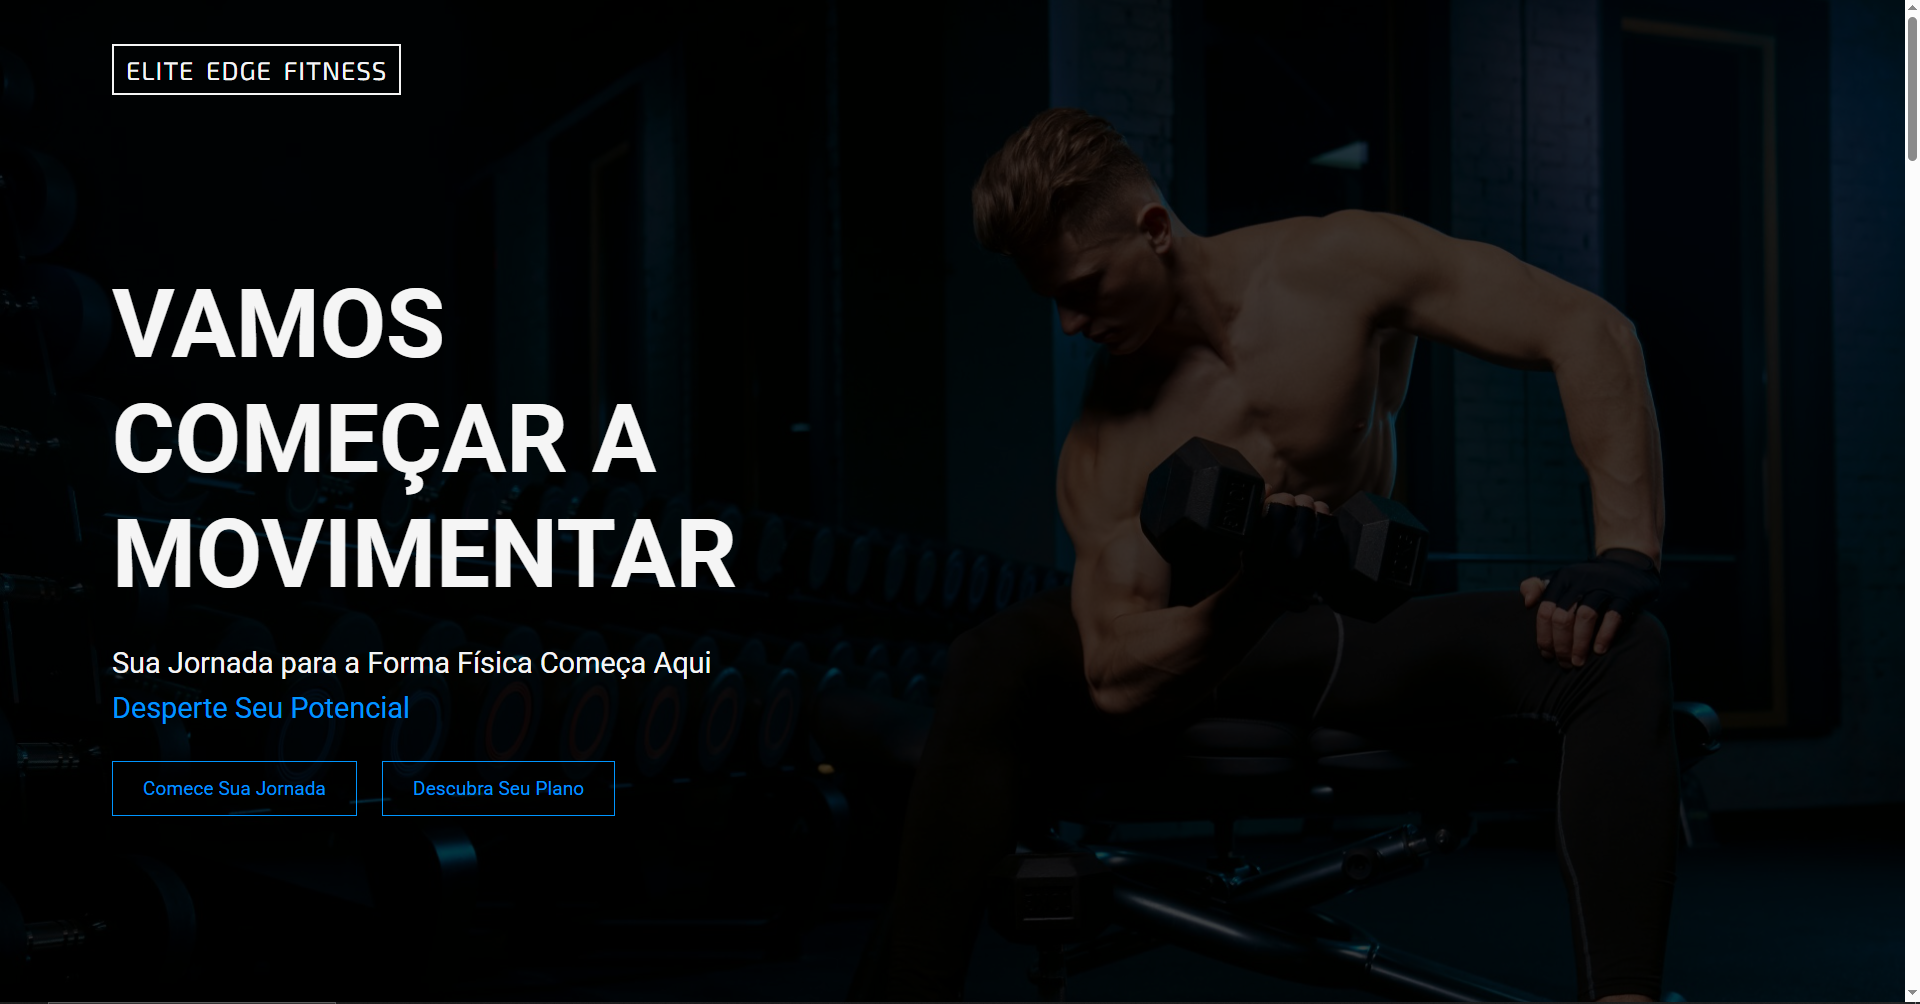 ELITE EDGE FITNESS
VAMOS
COMEÇAR A
MOVIMENTAR
Sua Jornada para a Forma Física Começa Aqui
Desperte Seu Potencial
Comece Sua Jornada
Descubra Seu Plano